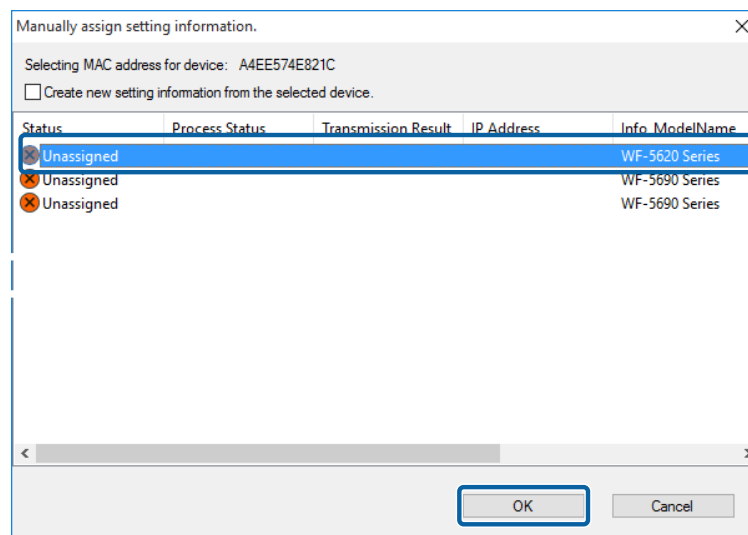 Manually assign setting information.
Selecting MAC address for device: A4EE574E821C
Create new setting information from the selected device.
Status Process Status Transmission Result IP Address Info_ModelName
Unassigned WF-5620 Series
Unassigned WF-5690 Series
Unassigned WF-5690 Series
OK Cancel